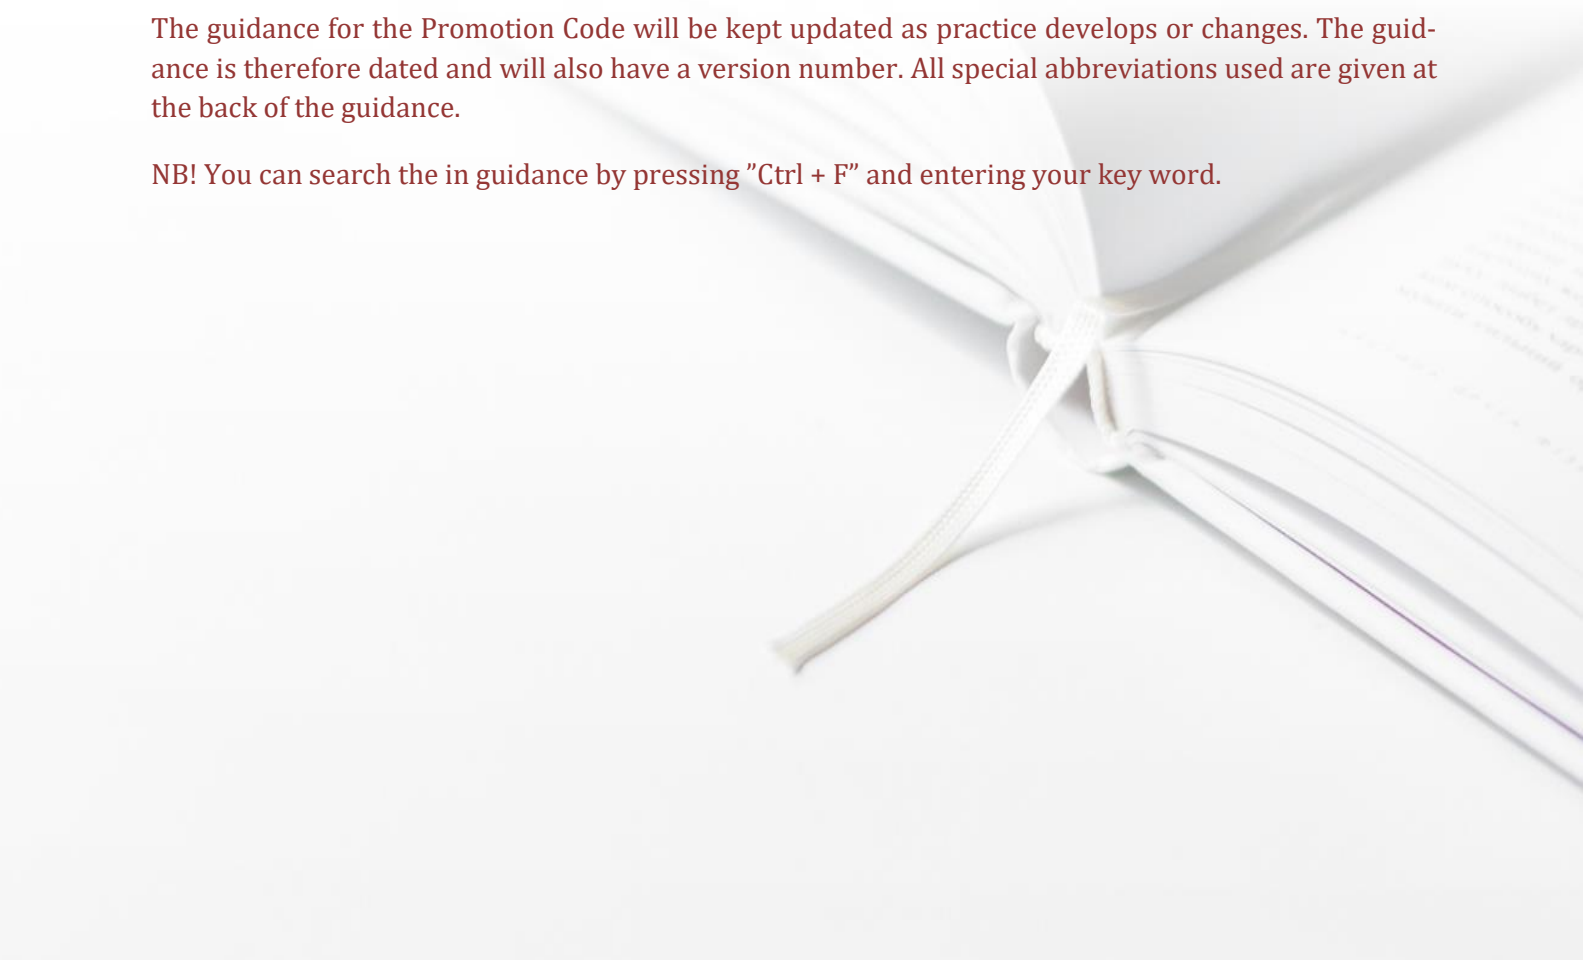 The guidance for the Promotion Code will be kept updated as practice develops or changes. The guid-
ance is therefore dated and will also have a version number. All special abbreviations used are given at
the back of the guidance.
NB! You can search the in guidance by pressing ”Ctrl + F” and entering your key word.